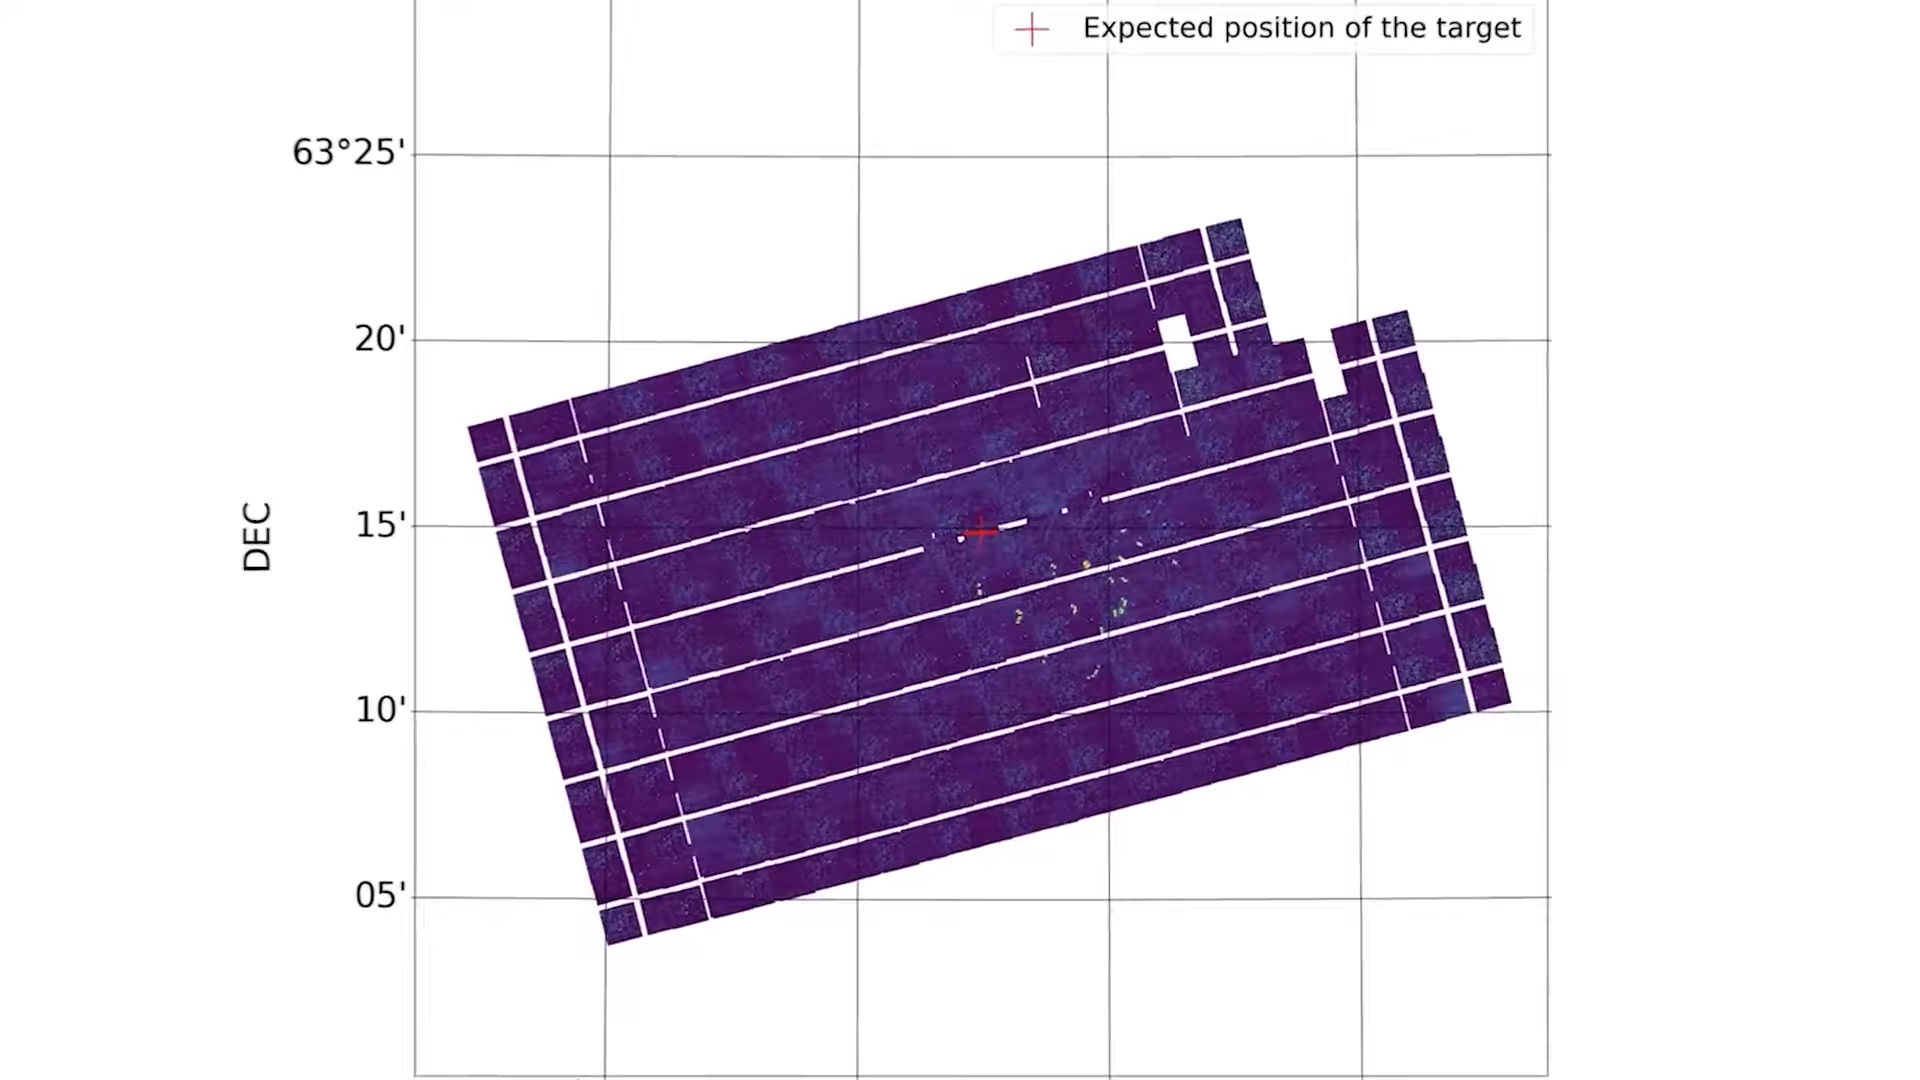 Expected position of the target
63°25'
20'
15'
DEC
10'
05'